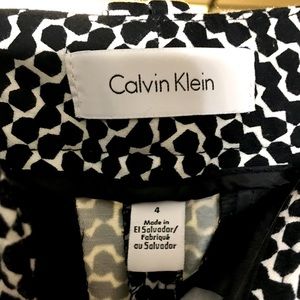 Calvin Klein
4
Made in
El Salvador/
Fabriqué
au Salvador